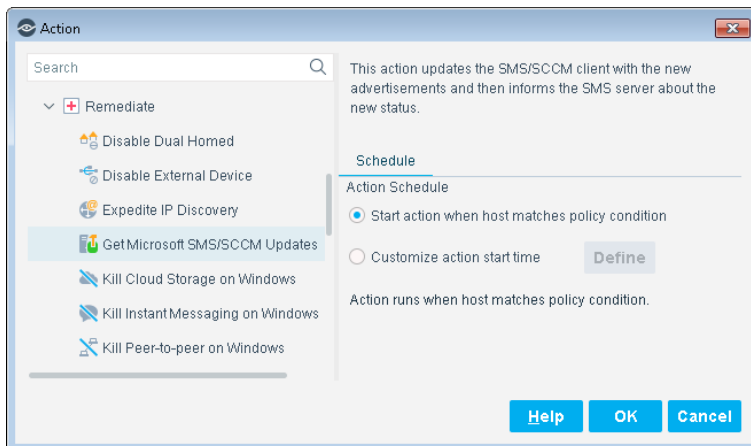 Action
Search
Remediate
Disable Dual Homed
Disable External Device
Expedite IP Discovery
Get Microsoft SMS/SCCM Updates
Kill Cloud Storage on Windows
Kill Instant Messaging on Windows
Kill Peer-to-peer on Windows
This action updates the SMS/SCCM client with the new
advertisements and then informs the SMS server about the
new status.
Schedule
Action Schedule
Start action when host matches policy condition
Customize action start time
Define
Action runs when host matches policy condition.
Help
OK
Cancel